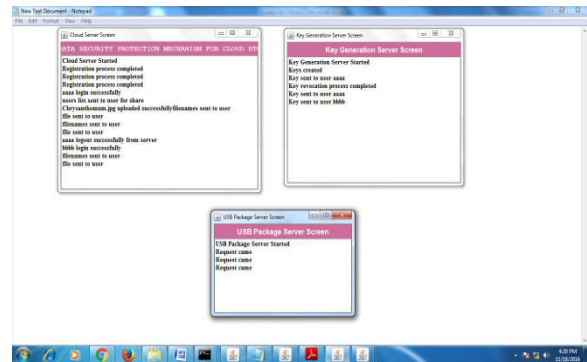 New Text Document - Notepad
File Edit Format View Help
Cloud Server Screen
DATA SECURITY PROTECTION MECHANISM FOR CLOUD STO
Cloud Server Started
Registration process completed
Registration process completed
Registration process completed
aaaa login successfully
users list sent to user for share
Chrysanthemum.jpg uploaded successfullyfilenames sent to user
file sent to user
filenames sent to user
file sent to user
aaaa logout successfully from server
bbbb login successfully
filenames sent to user
file sent to user
Key Generation Server Screen
Key Generation Server Screen
Key Generation Server Started
Keys created
Key sent to user aaaa
Key revocation process completed
Key sent to user aaaa
Key sent to user bbbb
USB Package Server Screen
USB Package Server Screen
USB Package Server Started
Request came
Request came
Request came
4:20 PM
11/10/2016